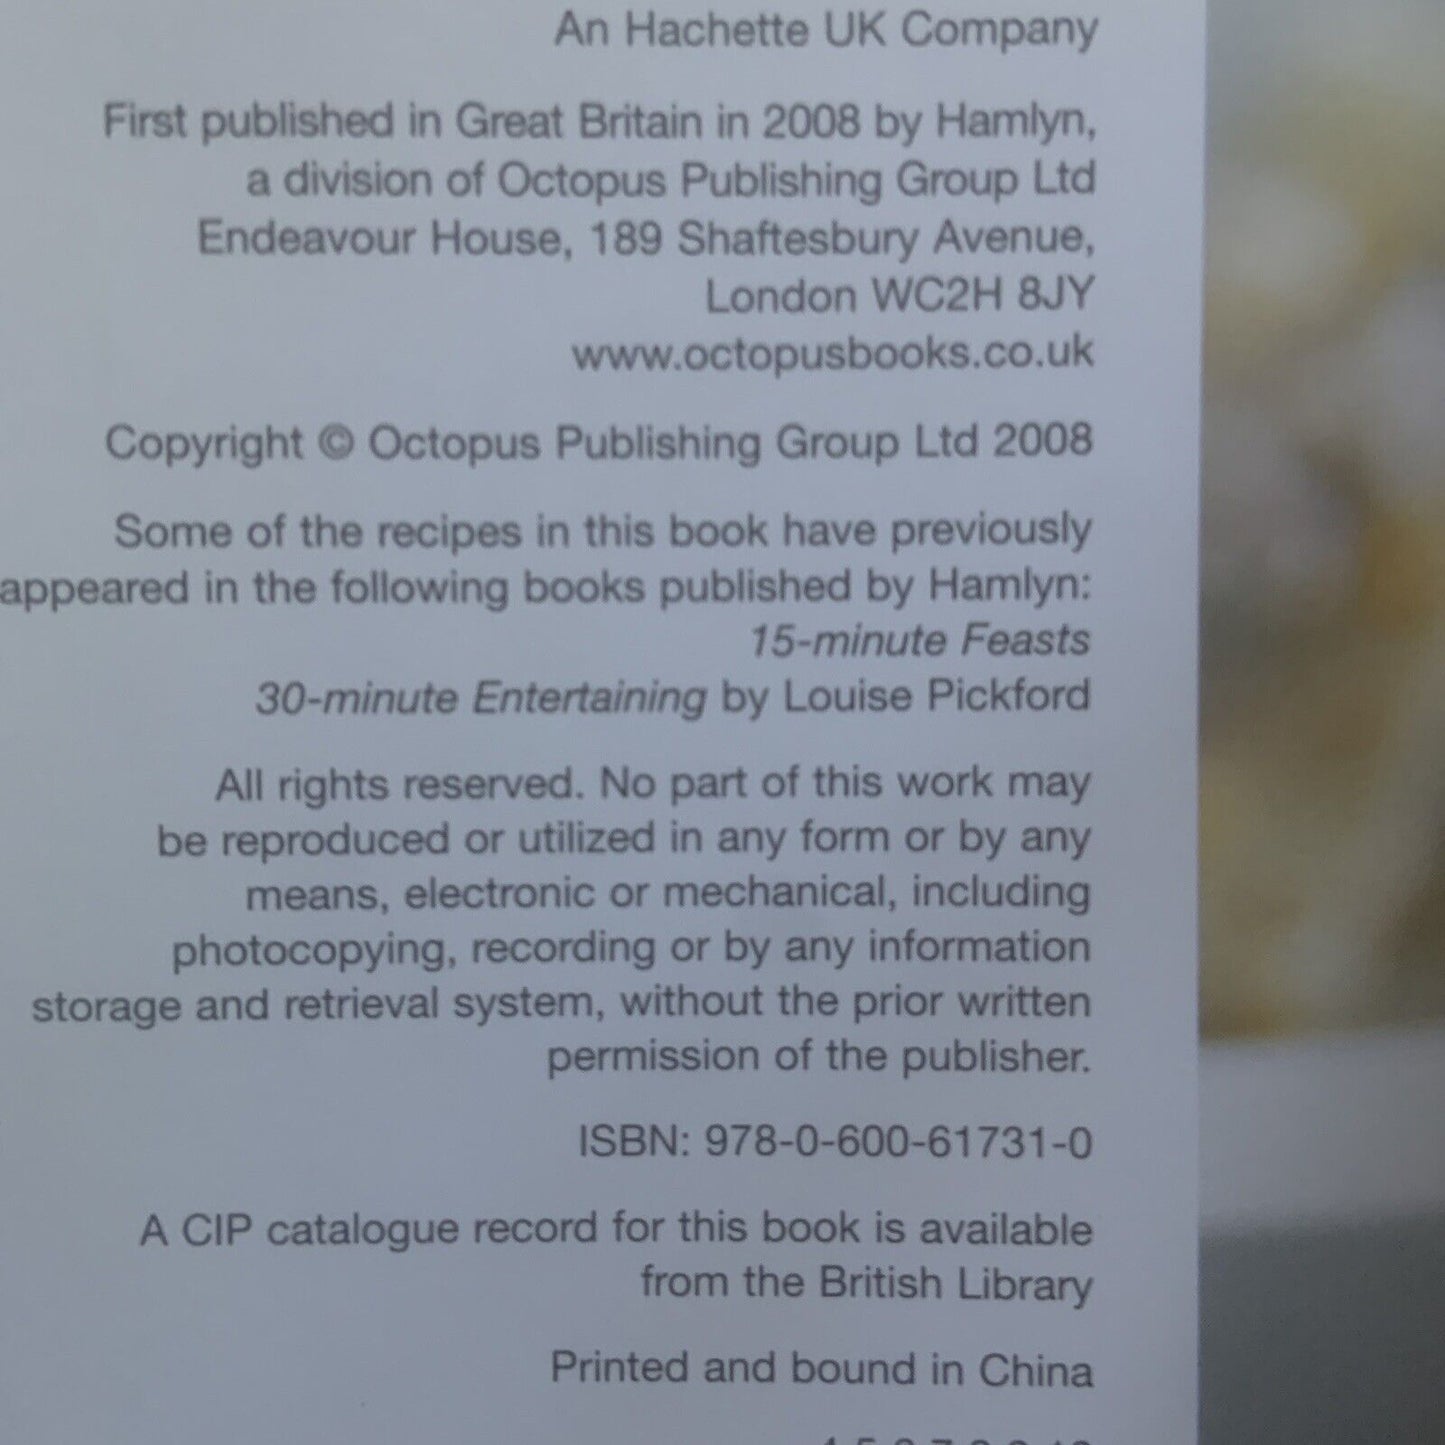 An Hachette UK Company
First published in Great Britain in 2008 by Hamlyn,
a division of Octopus Publishing Group Ltd
Endeavour House, 189 Shaftesbury Avenue,
London WC2H 8JY
www.octopusbooks.co.uk
Copyright © Octopus Publishing Group Ltd 2008
Some of the recipes in this book have previously
appeared in the following books published by Hamlyn:
15-minute Feasts
30-minute Entertaining by Louise Pickford
All rights reserved. No part of this work may
be reproduced or utilized in any form or by any
means, electronic or mechanical, including
photocopying, recording or by any information
storage and retrieval system, without the prior written
permission of the publisher.
ISBN: 978-0-600-61731-0
A CIP catalogue record for this book is available
from the British Library
Printed and bound in China